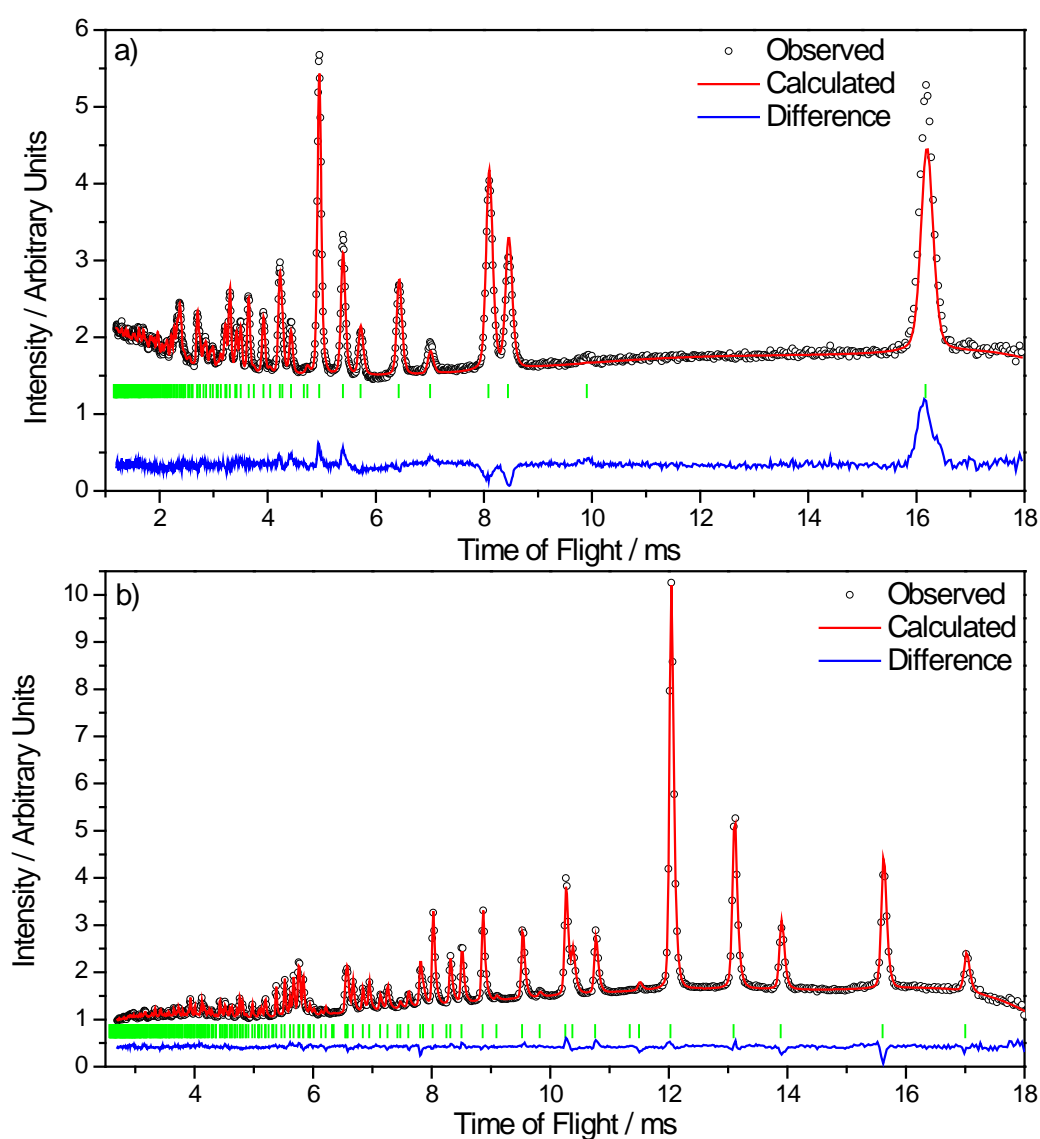 a)
Observed
Calculated
Difference
Intensity / Arbitrary Units
6
5
4
3
2
1
0
2 4 6 8 10 12 14 16 18
Time of Flight / ms
b)
Observed
Calculated
Difference
Intensity / Arbitrary Units
10
9
8
7
6
5
4
3
2
1
0
4 6 8 10 12 14 16 18
Time of Flight / ms